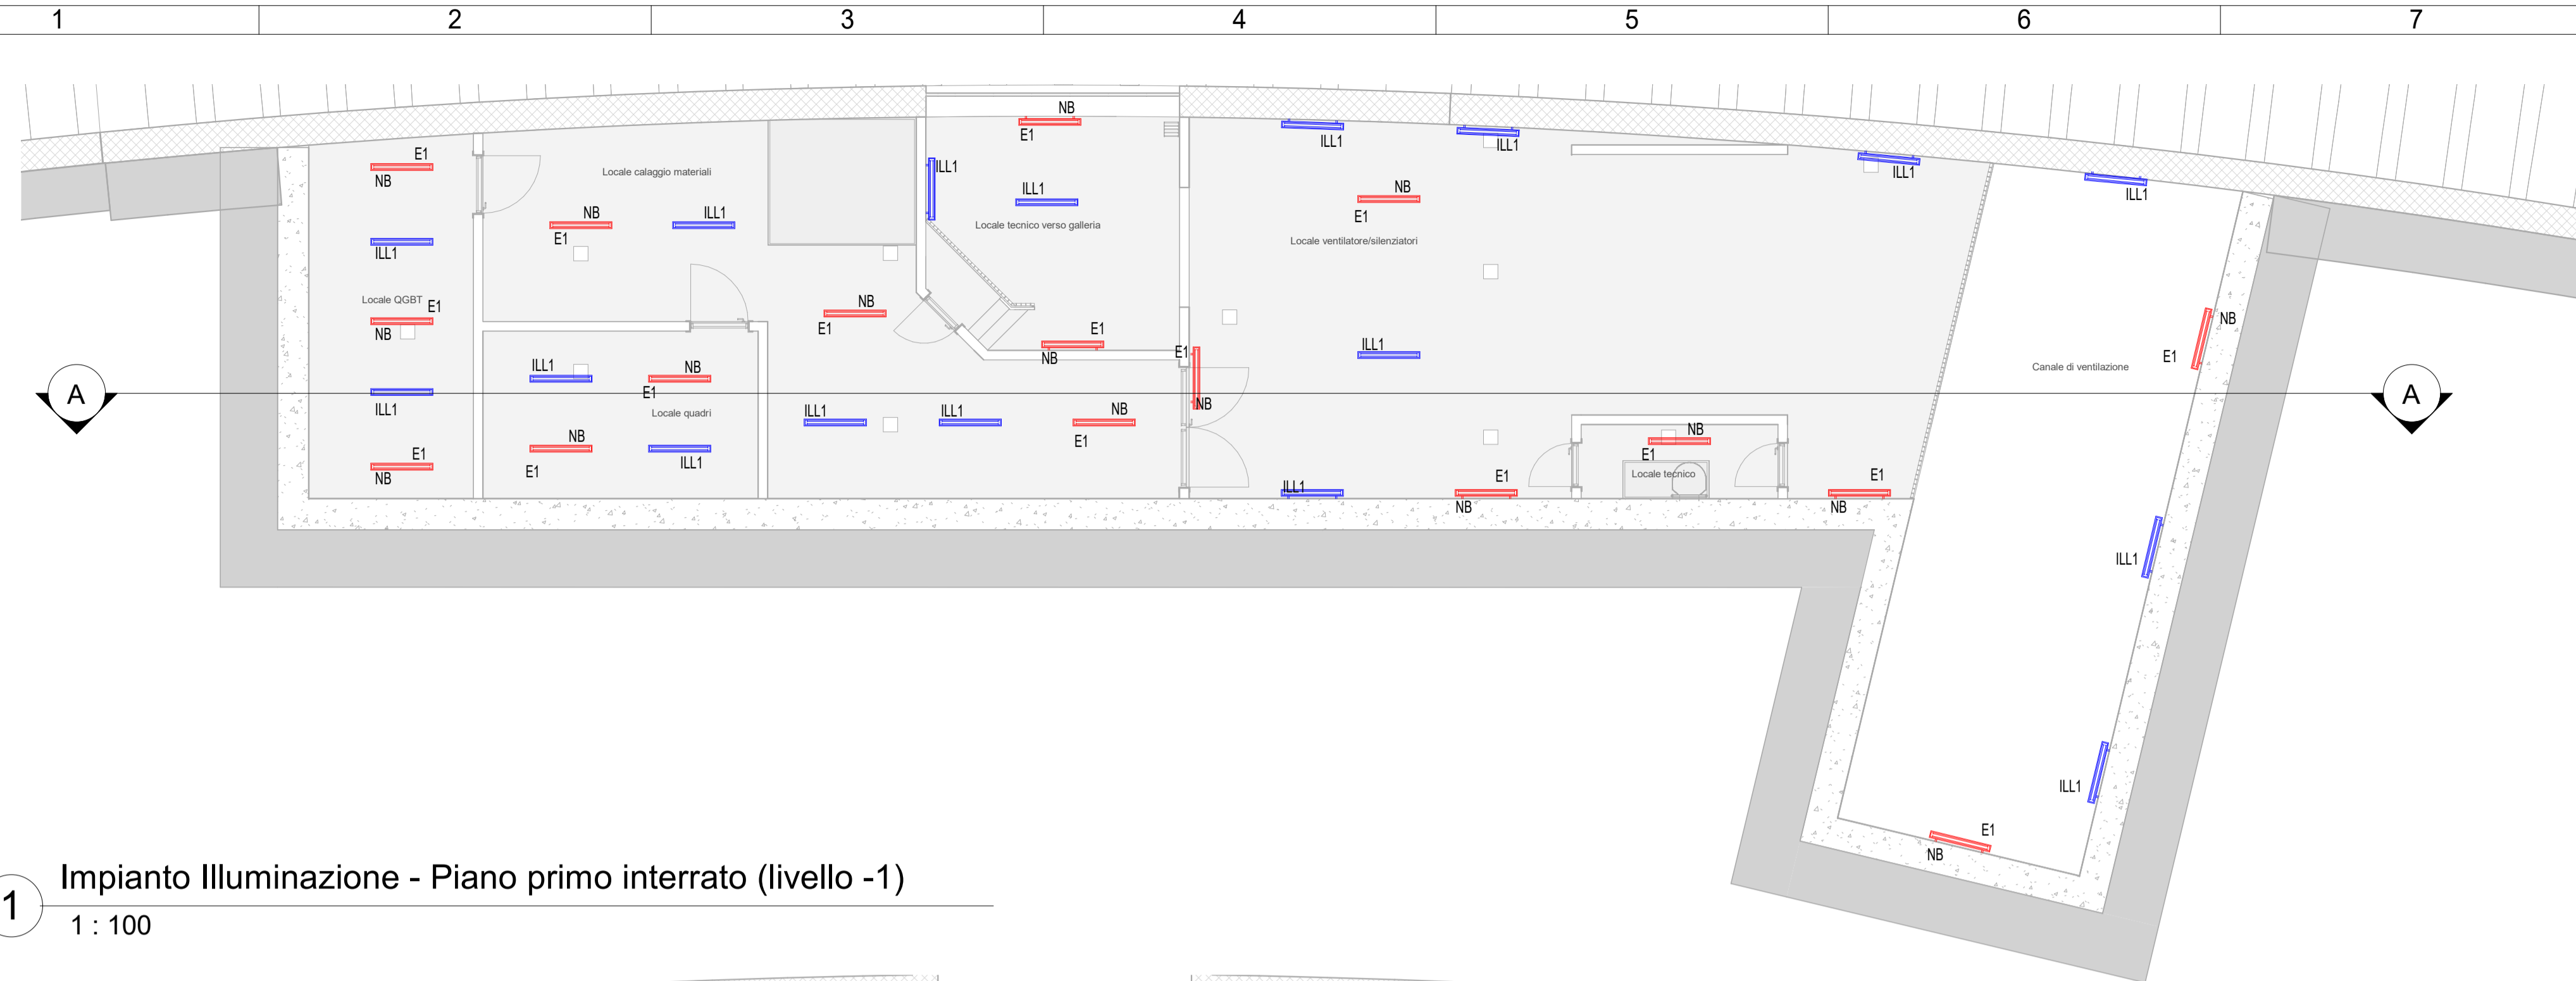 1 2 3 4 5 6 7
NB
E1
ILL1
ILL1
E1
NB
Locale calaggio materiali
ILL1
ILL1
ILL1
ILL1
NB
E1
NB
ILL1
NB
E1
Locale tecnico verso galleria
Locale ventilatore/silenziatori
ILL1
Locale QGBT
E1
NB
NB
E1
E1
NB
ILL1
NB
E1
Canale di ventilazione
E1
NB
E1
NB
ILL1
NB
E1
Locale quadri
A
A
ILL1
ILL1
ILL1
NB
E1
NB
E1
ILL1
NB
E1
Locale tecnico
E1
NB
ILL1
E1
NB
E1
NB
ILL1
ILL1
E1
NB
1
Impianto Illuminazione - Piano primo interrato (livello -1)
1 : 100